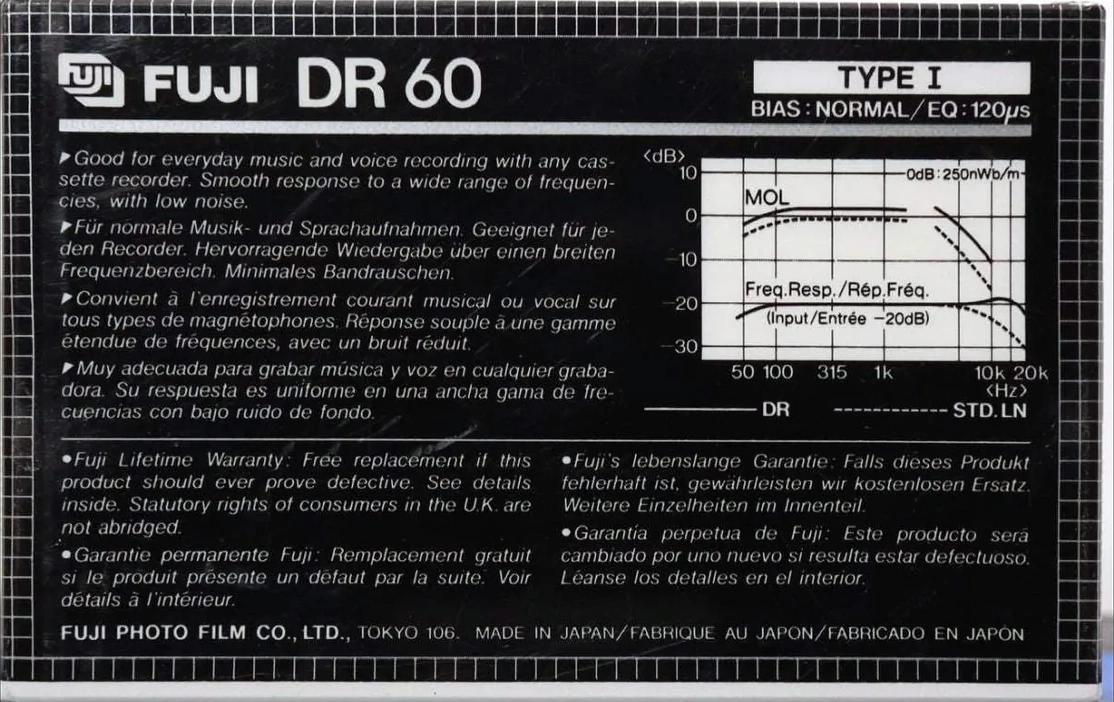 FUJI FUJI DR 60
TYPE I
BIAS : NORMAL/EQ : 120µs
▶Good for everyday music and voice recording with any cas-
sette recorder. Smooth response to a wide range of frequen-
cies, with low noise.
▶Für normale Musik- und Sprachaufnahmen. Geeignet für je-
den Recorder. Hervorragende Wiedergabe über einen breiten
Frequenzbereich. Minimales Bandrauschen.
▶Convient à l'enregistrement courant musical ou vocal sur
tous types de magnétophones. Réponse souple à une gamme
étendue de fréquences, avec un bruit réduit.
▶Muy adecuada para grabar música y voz en cualquier graba-
dora. Su respuesta es uniforme en una ancha gama de fre-
cuencias con bajo ruido de fondo.
<dB>
10
0
-10
-20
-30
0dB : 250nWb/m
MOL
Freq.Resp./Rép.Fréq.
(Input/Entrée -20dB)
50 100 315 1k 10k 20k
<Hz>
DR STD. LN
●Fuji Lifetime Warranty: Free replacement if this
product should ever prove defective. See details
inside. Statutory rights of consumers in the U.K. are
not abridged.
●Garantie permanente Fuji: Remplacement gratuit
si le produit présente un défaut par la suite. Voir
détails à l'intérieur.
●Fuji's lebenslange Garantie: Falls dieses Produkt
fehlerhaft ist, gewährleisten wir kostenlosen Ersatz.
Weitere Einzelheiten im Innenteil.
●Garantía perpetua de Fuji: Este producto será
cambiado por uno nuevo si resulta estar defectuoso.
Léanse los detalles en el interior.
FUJI PHOTO FILM CO., LTD., TOKYO 106. MADE IN JAPAN/FABRIQUE AU JAPON/FABRICADO EN JAPÓN